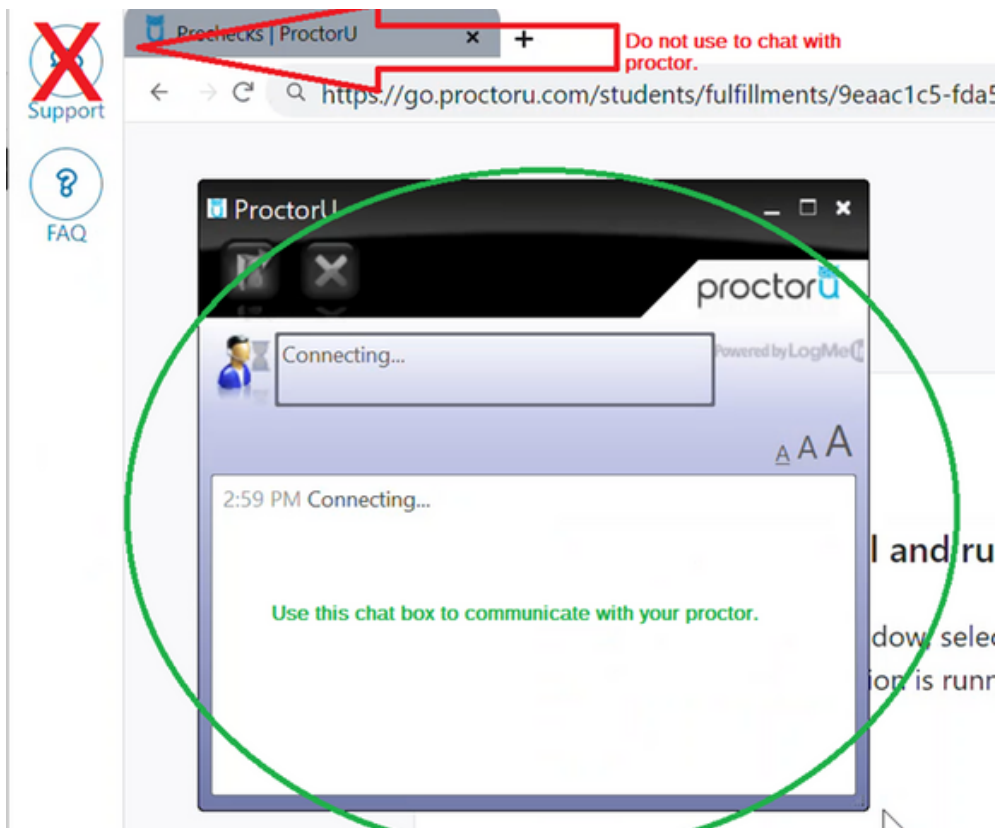 Prochecks | ProctorU
Do not use to chat with
proctor.
Support
https://go.proctoru.com/students/fulfillments/9eaac1c5-fda5
FAQ
ProctorU
proctoru
Connecting...
Powered by LogMe
A A A
2:59 PM Connecting...
l and ru
Use this chat box to communicate with your proctor.
dow, selec
ion is runn